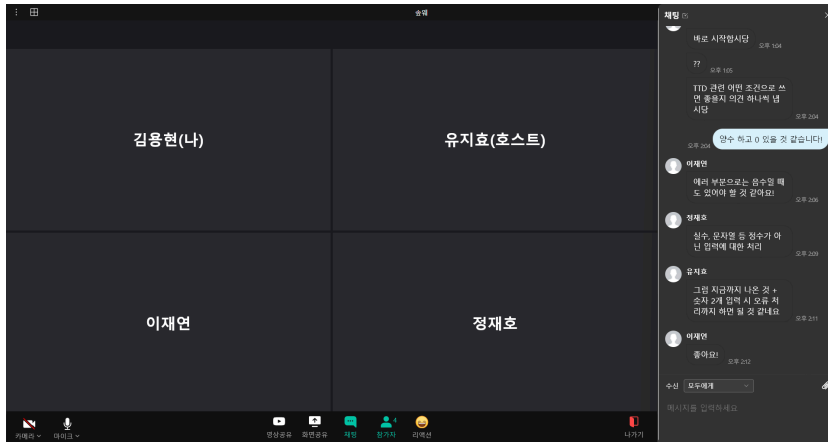 숲웨
김용현(나)
유지효(호스트)
이재연
정재호
카메라
마이크
영상공유
화면공유
채팅
참가자
4
리액션
나가기
채팅
바로 시작합시당
오후 1:04
??
오후 1:05
TTD 관련 어떤 조건으로 쓰
면 좋을지 의견 하나씩 냅
시당
오후 2:04
양수 하고 0 있을 것 같습니다!
오후 2:04
이재연
에러 부분으로는 음수일 때
도 있어야 할 것 같아요!
오후 2:06
정재호
실수, 문자열 등 정수가 아
닌 입력에 대한 처리
오후 2:09
유지효
그럼 지금까지 나온 것 +
숫자 2개 입력 시 오류 처
리까지 하면 될 것 같네요
오후 2:11
이재연
좋아요!
오후 2:12
수신
모두에게
메시지를 입력하세요